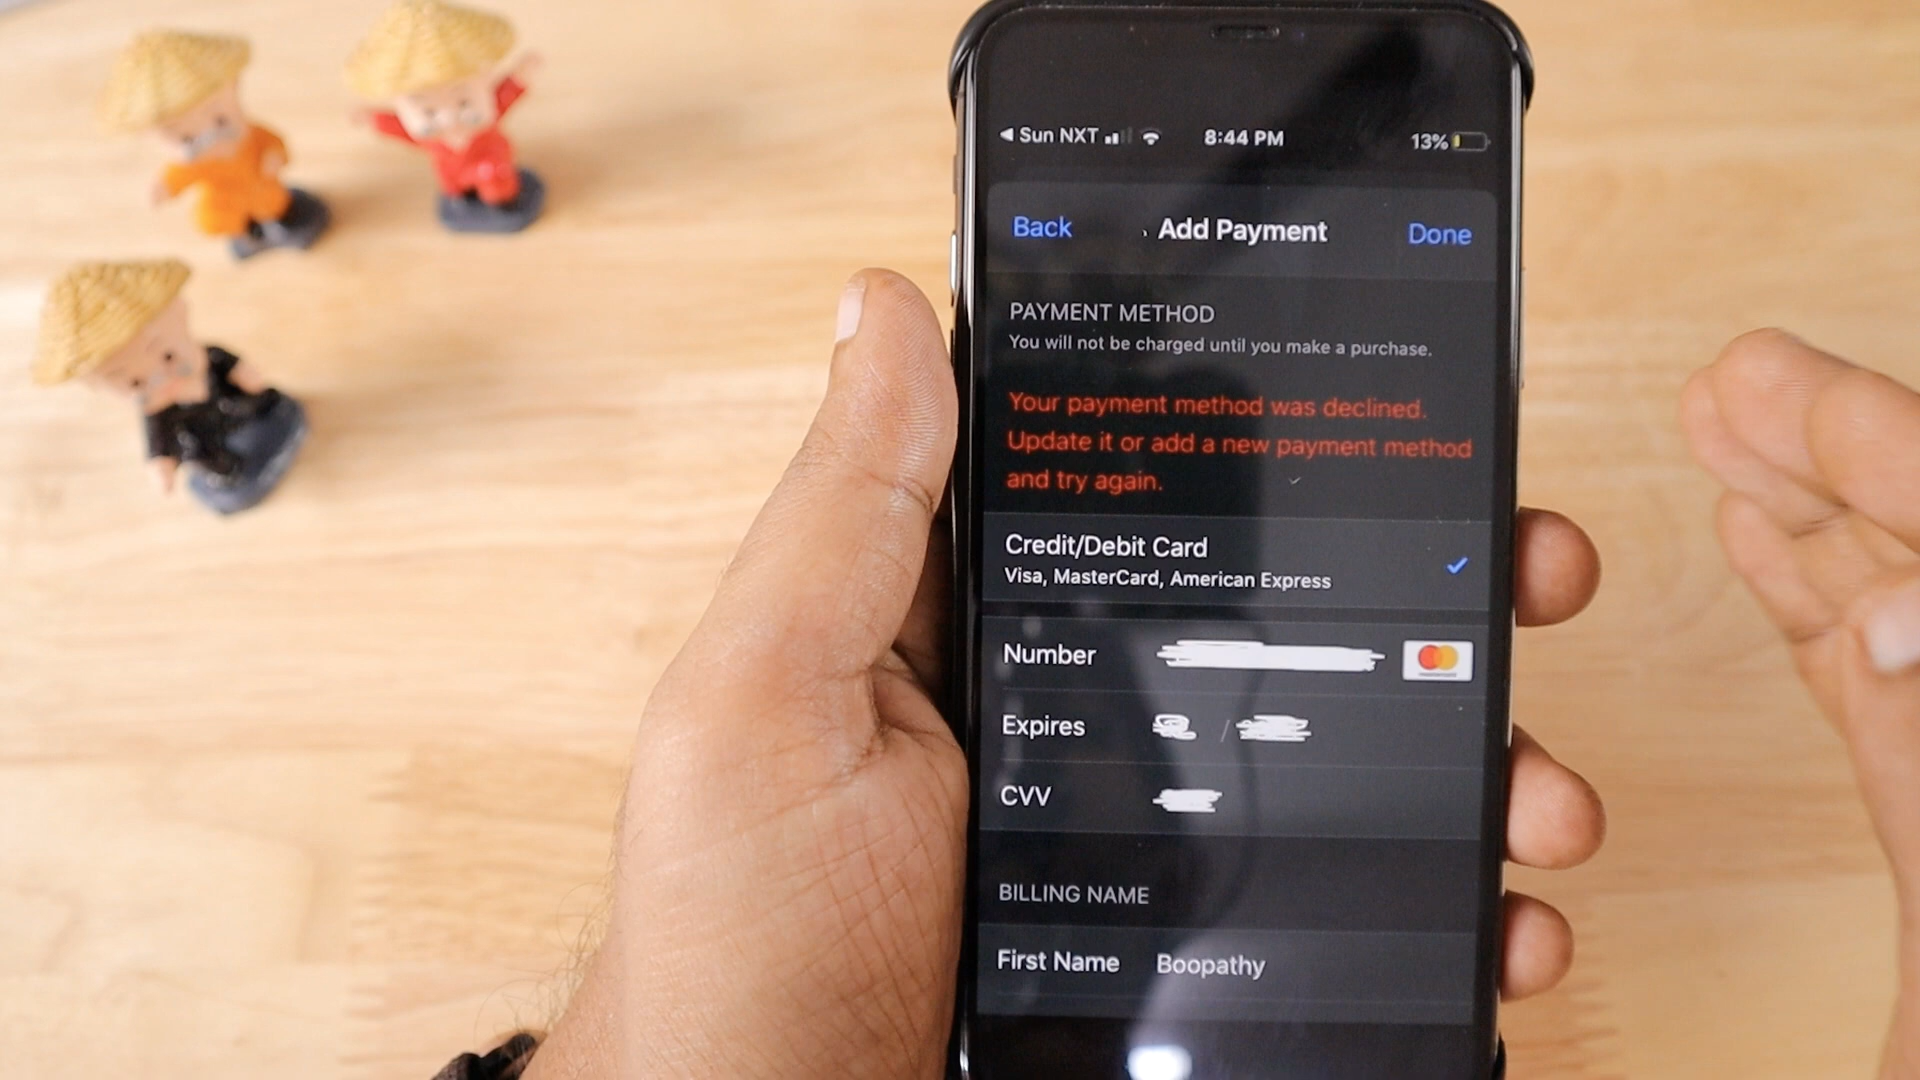 Sun NXT 8:44 PM 13%
Back Add Payment Done
PAYMENT METHOD
You will not be charged until you make a purchase.
Your payment method was declined.
Update it or add a new payment method
and try again.
Credit/Debit Card
Visa, MasterCard, American Express
Number
Expires /
CVV
BILLING NAME
First Name Boopathy